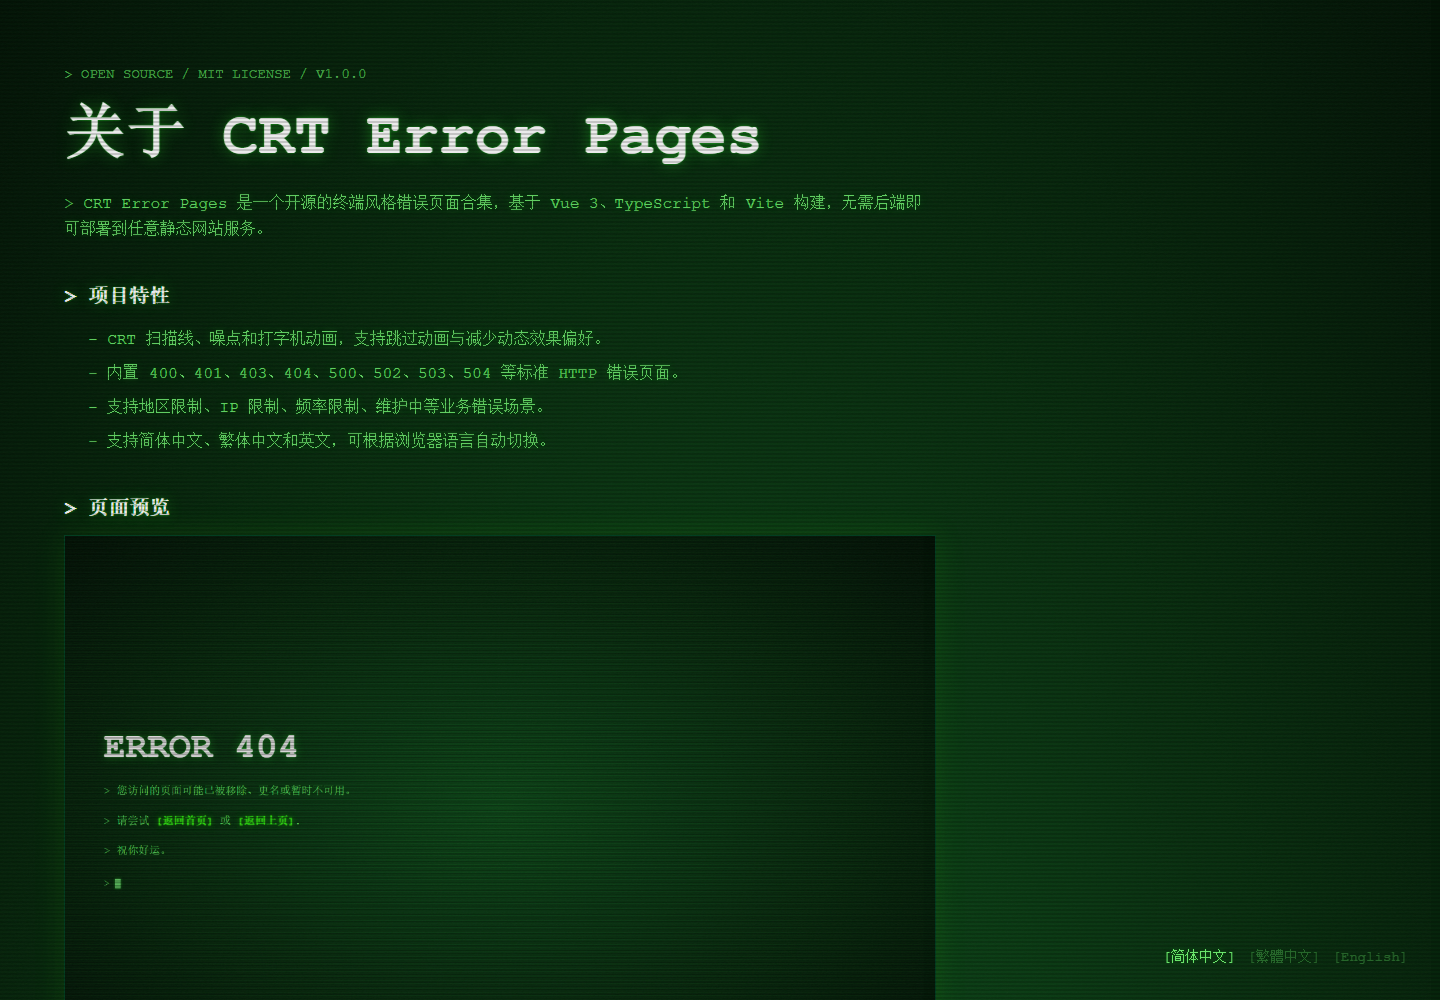 > OPEN SOURCE / MIT LICENSE / V1.0.0
关于 CRT Error Pages
> CRT Error Pages 是一个开源的终端风格错误页面合集，基于 Vue 3、TypeScript 和 Vite 构建，无需后端即
可部署到任意静态网站服务。
> 项目特性
– CRT 扫描线、噪点和打字机动画，支持跳过动画与减少动态效果偏好。
– 内置 400、401、403、404、500、502、503、504 等标准 HTTP 错误页面。
– 支持地区限制、IP 限制、频率限制、维护中等业务错误场景。
– 支持简体中文、繁体中文和英文，可根据浏览器语言自动切换。
> 页面预览
ERROR 404
> 您访问的页面可能已被移除、更名或暂时不可用。
> 请尝试 [返回首页] 或 [返回上页].
> 祝你好运。
>
[简体中文] [繁體中文] [English]